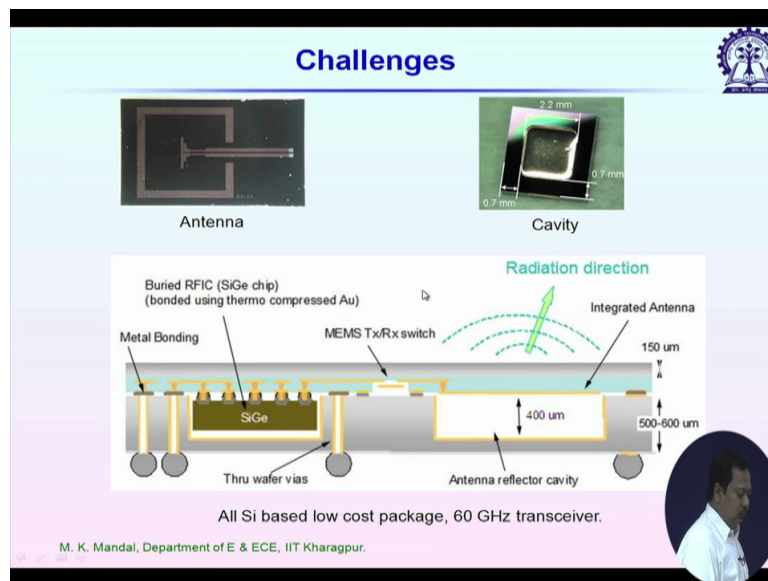 Challenges
2.2 mm
0.7 mm
0.7 mm
Antenna
Cavity
Radiation direction
Buried RFIC (SiGe chip)
(bonded using thermo compressed Au)
Integrated Antenna
Metal Bonding
MEMS Tx/Rx switch
150 um
SiGe
400 um
500-600 um
Thru wafer vias
Antenna reflector cavity
All Si based low cost package, 60 GHz transceiver.
M. K. Mandal, Department of E & ECE, IIT Kharagpur.